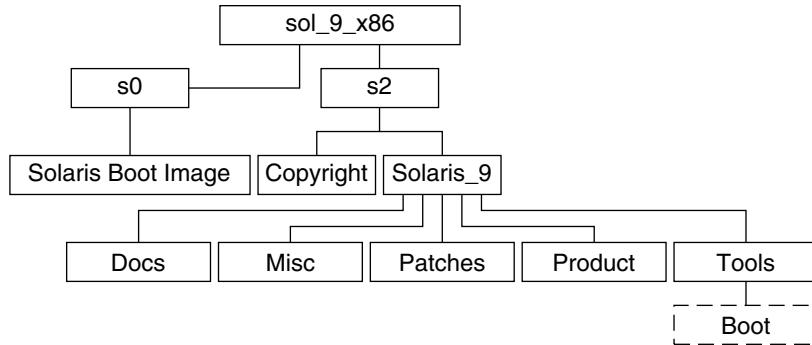 sol_9_x86
s0
s2
Solaris Boot Image
Copyright
Solaris_9
Docs
Misc
Patches
Product
Tools
Boot